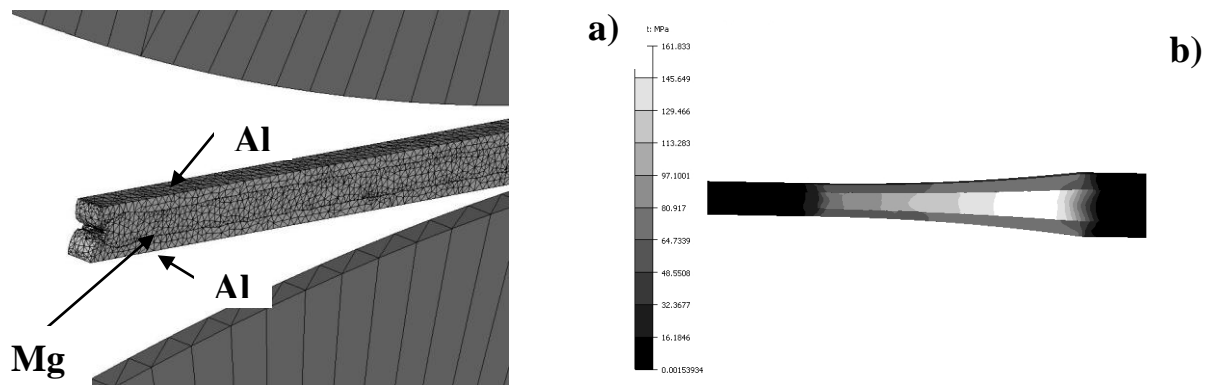 a)
Al
Al
Mg
t: MPa
161.833
145.649
129.466
113.283
97.1001
80.917
64.7339
48.5508
32.3677
16.1846
0.00153934
b)